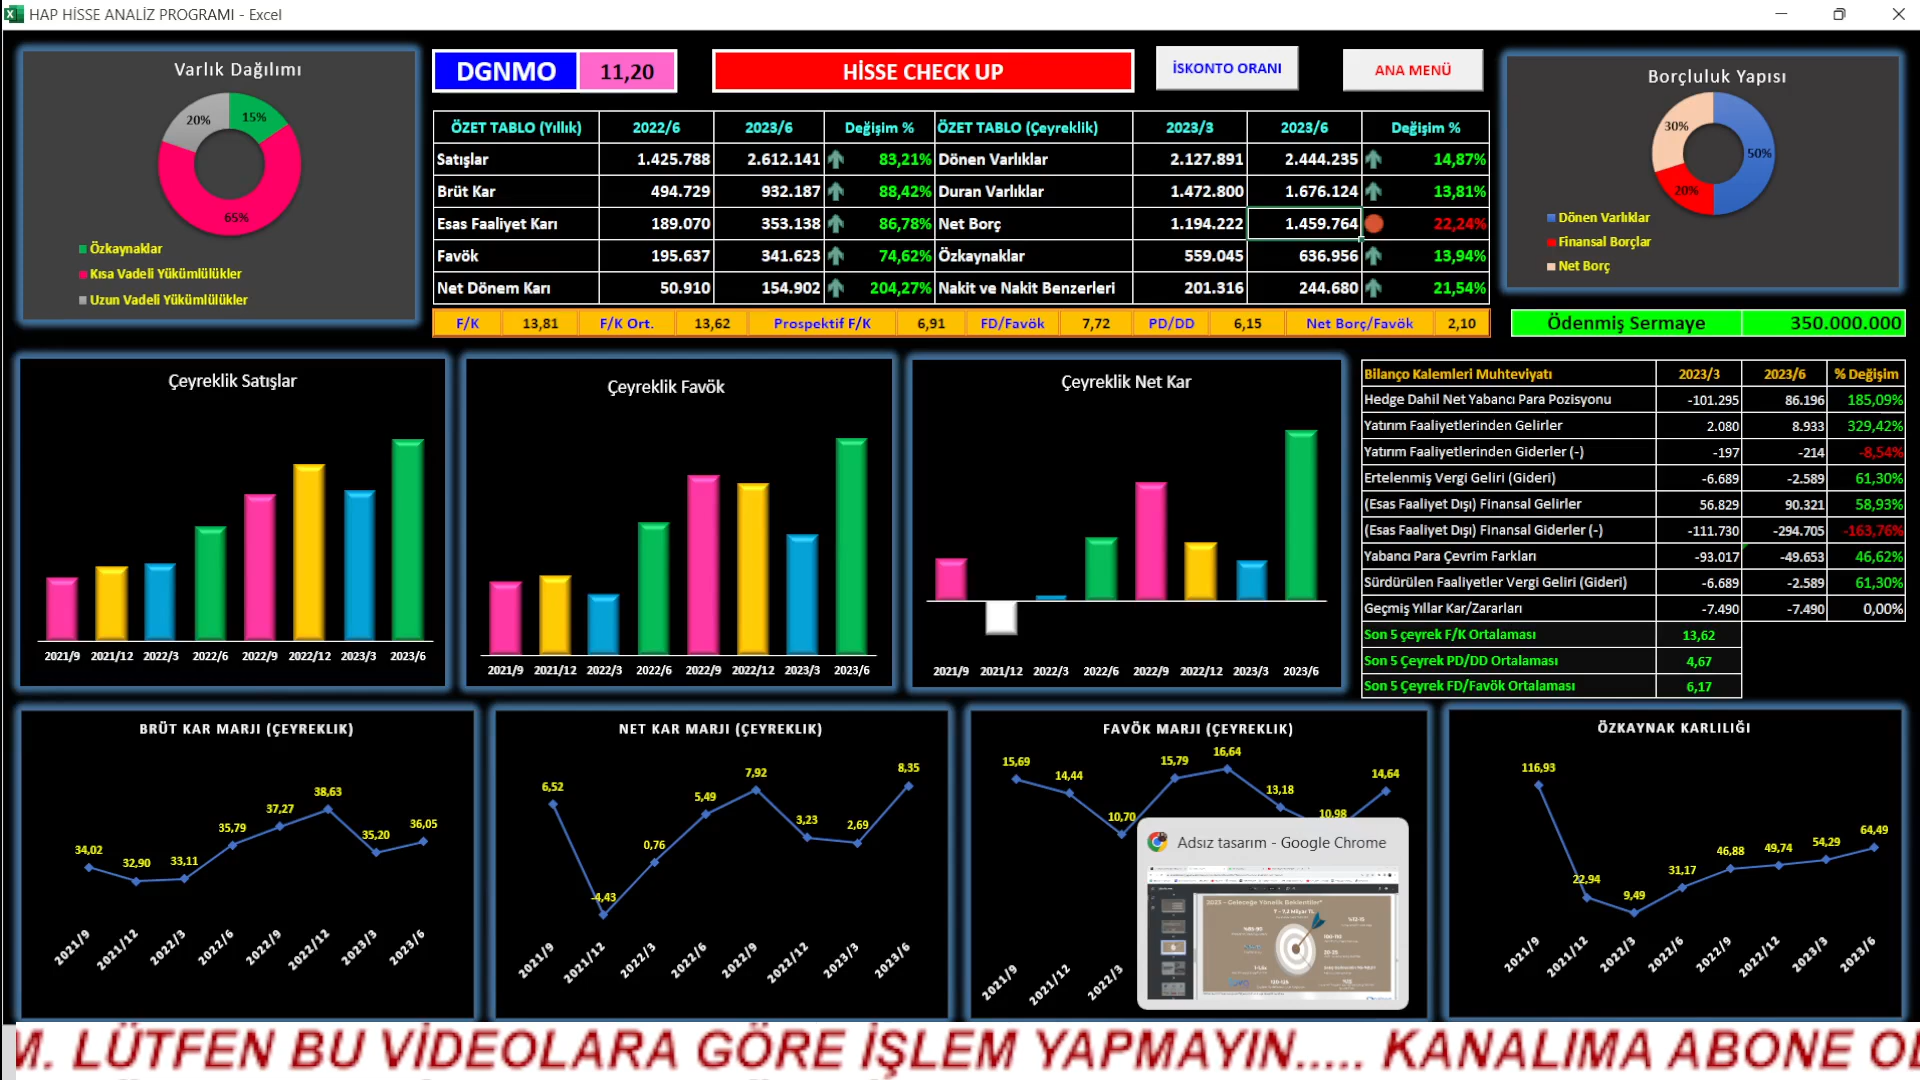 HAP HİSSE ANALİZ PROGRAMI - Excel
Varlık Dağılımı
20%
15%
65%
Özkaynaklar
Kısa Vadeli Yükümlülükler
Uzun Vadeli Yükümlülükler
DGNMO 11,20
HİSSE CHECK UP
İSKONTO ORANI
ANA MENÜ
Borçluluk Yapısı
30%
50%
20%
Dönen Varlıklar
Finansal Borçlar
Net Borç
ÖZET TABLO (Yıllık) 2022/6 2023/6 Değişim % ÖZET TABLO (Çeyreklik) 2023/3 2023/6 Değişim %
Satışlar 1.425.788 2.612.141 83,21% Dönen Varlıklar 2.127.891 2.444.235 14,87%
Brüt Kar 494.729 932.187 88,42% Duran Varlıklar 1.472.800 1.676.124 13,81%
Esas Faaliyet Karı 189.070 353.138 86,78% Net Borç 1.194.222 1.459.764 22,24%
Favök 195.637 341.623 74,62% Özkaynaklar 559.045 636.956 13,94%
Net Dönem Karı 50.910 154.902 204,27% Nakit ve Nakit Benzerleri 201.316 244.680 21,54%
F/K 13,81 F/K Ort. 13,62 Prospektif F/K 6,91 FD/Favök 7,72 PD/DD 6,15 Net Borç/Favök 2,10
Ödenmiş Sermaye 350.000.000
Çeyreklik Satışlar
2021/9 2021/12 2022/3 2022/6 2022/9 2022/12 2023/3 2023/6
Çeyreklik Favök
2021/9 2021/12 2022/3 2022/6 2022/9 2022/12 2023/3 2023/6
Çeyreklik Net Kar
2021/9 2021/12 2022/3 2022/6 2022/9 2022/12 2023/3 2023/6
Bilanço Kalemleri Muhteviyatı 2023/3 2023/6 % Değişim
Hedge Dahil Net Yabancı Para Pozisyonu -101.295 86.196 185,09%
Yatırım Faaliyetlerinden Gelirler 2.080 8.933 329,42%
Yatırım Faaliyetlerinden Giderler (-) -197 -214 -8,54%
Ertelenmiş Vergi Geliri (Gideri) -6.689 -2.589 61,30%
(Esas Faaliyet Dışı) Finansal Gelirler 56.829 90.321 58,93%
(Esas Faaliyet Dışı) Finansal Giderler (-) -111.730 -294.705 -163,76%
Yabancı Para Çevrim Farkları -93.017 -49.653 46,62%
Sürdürülen Faaliyetler Vergi Geliri (Gideri) -6.689 -2.589 61,30%
Geçmiş Yıllar Kar/Zararları -7.490 -7.490 0,00%
Son 5 çeyrek F/K Ortalaması 13,62
Son 5 Çeyrek PD/DD Ortalaması 4,67
Son 5 Çeyrek FD/Favök Ortalaması 6,17
BRÜT KAR MARJI (ÇEYREKLIK)
34,02 32,90 33,11 35,79 37,27 38,63 35,20 36,05
2021/9 2021/12 2022/3 2022/6 2022/9 2022/12 2023/3 2023/6
NET KAR MARJI (ÇEYREKLIK)
6,52 -4,43 0,76 5,49 7,92 3,23 2,69 8,35
2021/9 2021/12 2022/3 2022/6 2022/9 2022/12 2023/3 2023/6
FAVÖK MARJI (ÇEYREKLIK)
15,69 14,44 10,70 15,79 16,64 13,18 10,98 14,64
2021/9 2021/12 2022/3
Adsız tasarım - Google Chrome
2023 - Geleceğe Yönelik Beklentiler*
7 - 7.2 Milyar TL
ÖZKAYNAK KARLILIĞI
116,93 22,94 9,49 31,17 46,88 49,74 54,29 64,49
2021/9 2021/12 2022/3 2022/6 2022/9 2022/12 2023/3 2023/6
M. LÜTFEN BU VİDEOLARA GÖRE İŞLEM YAPMAYIN..... KANALIMA ABONE OL